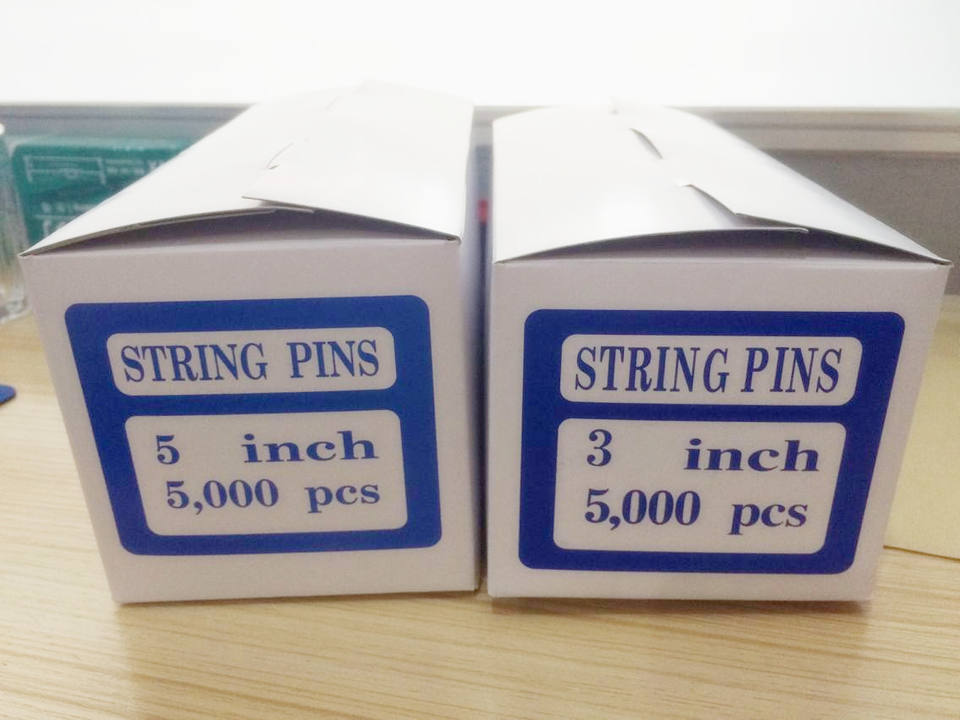 STRING PINS
5 inch
5,000 pcs
STRING PINS
3 inch
5,000 pcs